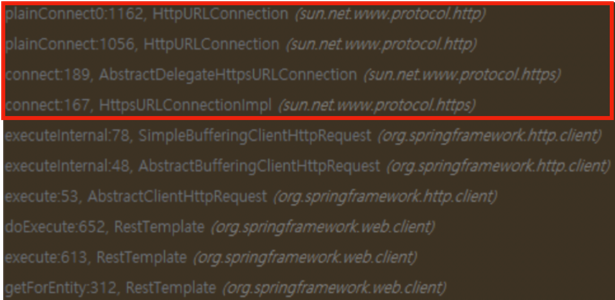 plainConnect0:1162, HttpURLConnection (sun.net.www.protocol.http)
plainConnect:1056, HttpURLConnection (sun.net.www.protocol.http)
connect:189, AbstractDelegateHttpsURLConnection (sun.net.www.protocol.https)
connect:167, HttpsURLConnectionImpl (sun.net.www.protocol.https)
executeInternal:78, SimpleBufferingClientHttpRequest (org.springframework.http.client)
executeInternal:48, AbstractBufferingClientHttpRequest (org.springframework.http.client)
execute:53, AbstractClientHttpRequest (org.springframework.http.client)
doExecute:652, RestTemplate (org.springframework.web.client)
execute:613, RestTemplate (org.springframework.web.client)
getForEntity:312, RestTemplate (org.springframework.web.client)